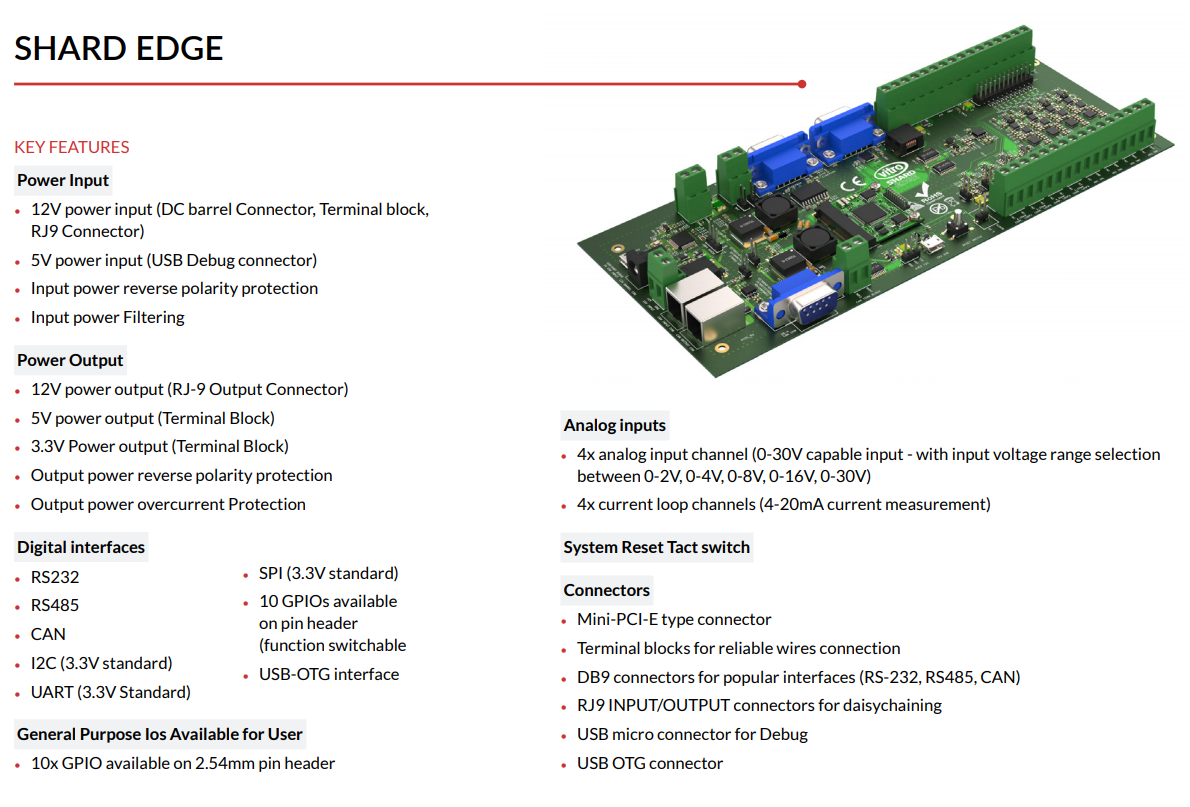 SHARD EDGE
KEY FEATURES
Power Input
12V power input (DC barrel Connector, Terminal block,
RJ9 Connector)
5V power input (USB Debug connector)
Input power reverse polarity protection
Input power Filtering
Power Output
12V power output (RJ-9 Output Connector)
5V power output (Terminal Block)
3.3V Power output (Terminal Block)
Output power reverse polarity protection
Output power overcurrent Protection
Digital interfaces
RS232
RS485
CAN
I2C (3.3V standard)
UART (3.3V Standard)
SPI (3.3V standard)
10 GPIOs available
on pin header
(function switchable
USB-OTG interface
General Purpose Ios Available for User
10x GPIO available on 2.54mm pin header
vitro
SHARD
CE
RoHS
Analog inputs
4x analog input channel (0-30V capable input - with input voltage range selection
between 0-2V, 0-4V, 0-8V, 0-16V, 0-30V)
4x current loop channels (4-20mA current measurement)
System Reset Tact switch
Connectors
Mini-PCI-E type connector
Terminal blocks for reliable wires connection
DB9 connectors for popular interfaces (RS-232, RS485, CAN)
RJ9 INPUT/OUTPUT connectors for daisychaining
USB micro connector for Debug
USB OTG connector